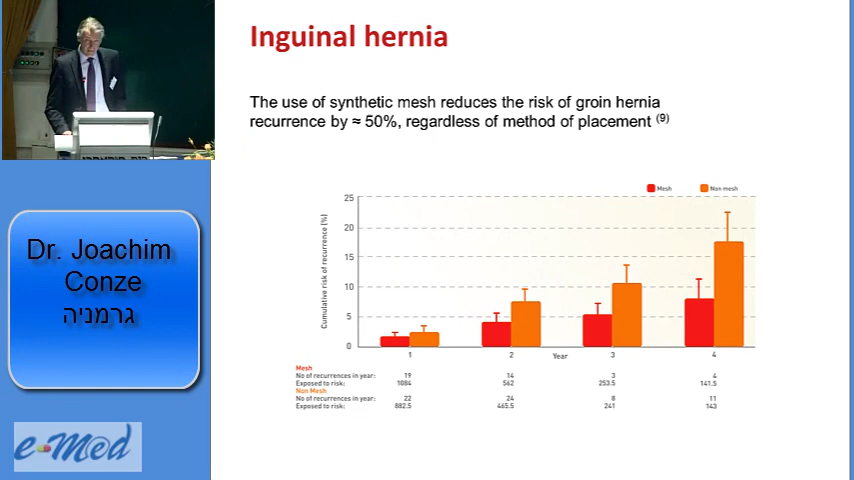 Inguinal hernia
The use of synthetic mesh reduces the risk of groin hernia
recurrence by ≈ 50%, regardless of method of placement (9)
Mesh
Non mesh
Cumulative risk of recurrence (%)
25
20
15
10
5
0
1 2 Year 3 4
Mesh
No of recurrences in year: 19 14 3 4
Exposed to risk: 1084 562 253.5 141.5
Non Mesh
No of recurrences in year: 22 24 8 11
Exposed to risk: 882.5 465.5 241 143
Dr. Joachim
Conze
גרמניה
e-Med